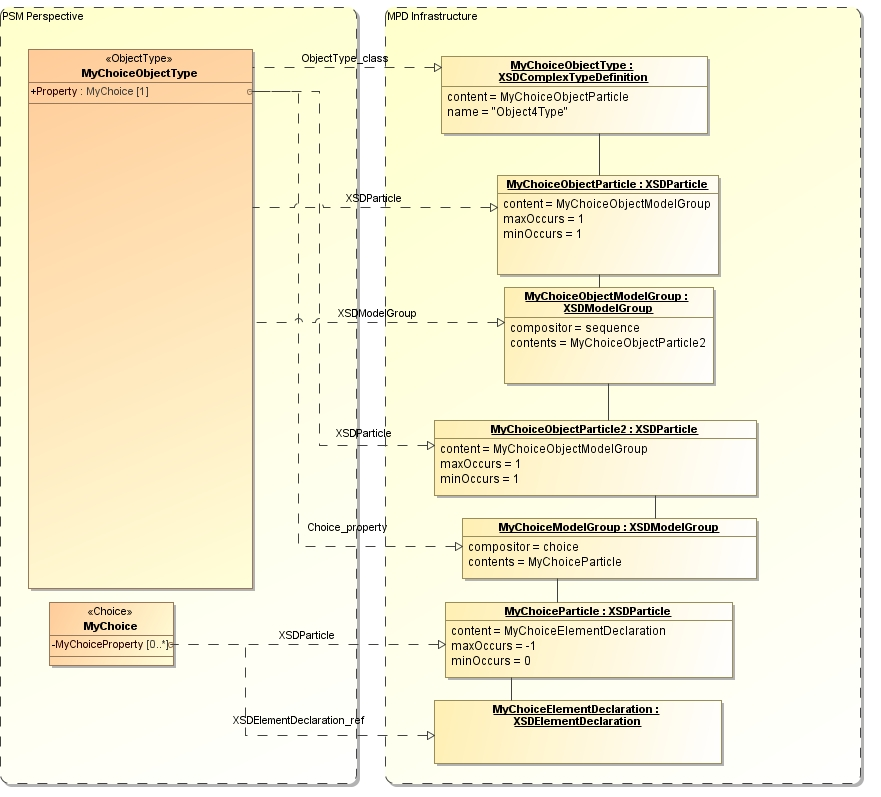 PSM Perspective
«ObjectType»
MyChoiceObjectType
+Property : MyChoice [1]
«Choice»
MyChoice
-MyChoiceProperty [0..*]
ObjectType_class
XSDParticle
XSDModelGroup
XSDParticle
Choice_property
XSDParticle
XSDElementDeclaration_ref
MPD Infrastructure
MyChoiceObjectType :
XSDComplexTypeDefinition
content = MyChoiceObjectParticle
name = "Object4Type"
MyChoiceObjectParticle : XSDParticle
content = MyChoiceObjectModelGroup
maxOccurs = 1
minOccurs = 1
MyChoiceObjectModelGroup :
XSDModelGroup
compositor = sequence
contents = MyChoiceObjectParticle2
MyChoiceObjectParticle2 : XSDParticle
content = MyChoiceObjectModelGroup
maxOccurs = 1
minOccurs = 1
MyChoiceModelGroup : XSDModelGroup
compositor = choice
contents = MyChoiceParticle
MyChoiceParticle : XSDParticle
content = MyChoiceElementDeclaration
maxOccurs = -1
minOccurs = 0
MyChoiceElementDeclaration :
XSDElementDeclaration